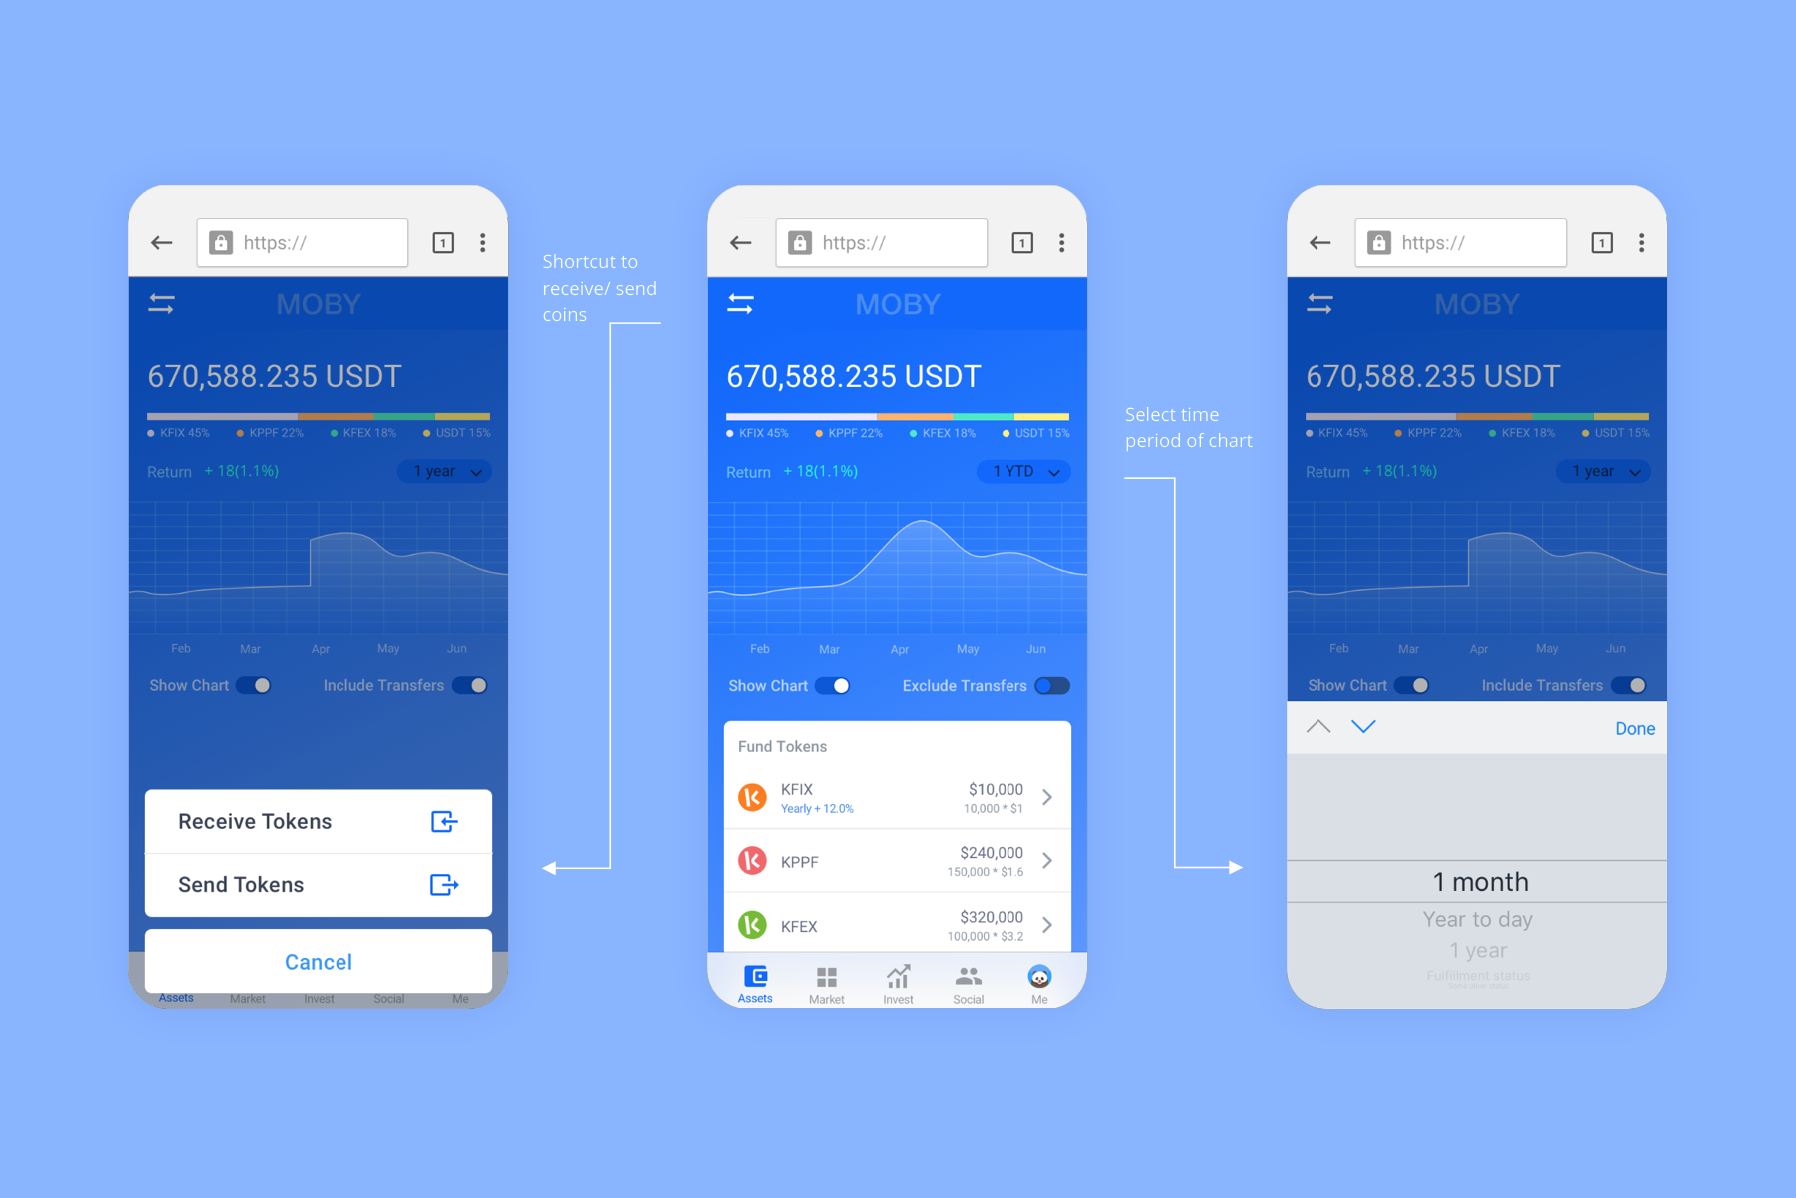 https://
1
MOBY
670,588.235 USDT
KFIX 45% KPPF 22% KFEX 18% USDT 15%
Return + 18(1.1%) 1 year
Feb Mar Apr May Jun
Show Chart Include Transfers
Receive Tokens
Send Tokens
Cancel
Assets Market Invest Social Me
Shortcut to
receive/ send
coins
https://
1
MOBY
670,588.235 USDT
KFIX 45% KPPF 22% KFEX 18% USDT 15%
Return + 18(1.1%) 1 YTD
Feb Mar Apr May Jun
Show Chart Exclude Transfers
Fund Tokens
KFIX $10,000
Yearly + 12.0% 10,000 * $1
KPPF $240,000
150,000 * $1.6
KFEX $320,000
100,000 * $3.2
Assets Market Invest Social Me
Select time
period of chart
https://
1
MOBY
670,588.235 USDT
KFIX 45% KPPF 22% KFEX 18% USDT 15%
Return + 18(1.1%) 1 year
Feb Mar Apr May Jun
Show Chart Include Transfers
Done
1 month
Year to day
1 year
Fulfillment status